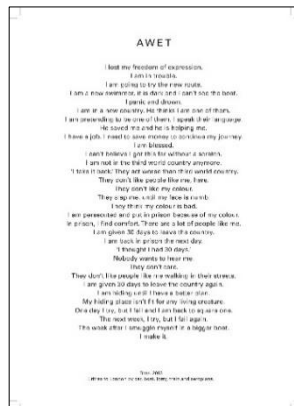 AWET
I lost my freedom of expression.
I am in trouble.
I am going to try the new route.
I am a new swimmer, it is dark and I can't see the boat.
I panic and drown.
I am in a new country. He thinks I am one of them.
I am pretending to be one of them. I speak their language
He saved me and he is helping me.
I have a job. I need to save money to continue my journey.
I am blessed.
I can't believe I got this far without a scratch.
I am not in the third world country anymore.
'I take it back' They act worse than third world country.
They don't like people like me, here.
They don't like my colour.
They slap me, until my face is numb.
They think my colour is bad.
I am persecuted and put in prison because of my colour.
In prison, I find comfort. There are a lot of people like me.
I am given 30 days to leave the country.
I am back in prison the next day.
'I thought I had 30 days.'
Nobody wants to hear me.
They don't care.
They don't like people like me walking in their streets.
I am given 30 days to leave the country again.
I am hiding until I have a better plan.
My hiding place isn't fit for any living creature.
One day I try, but I fail and I am back to square one.
The next week, I try, but I fail again.
The week after I smuggle myself in a bigger boat.
I make it.